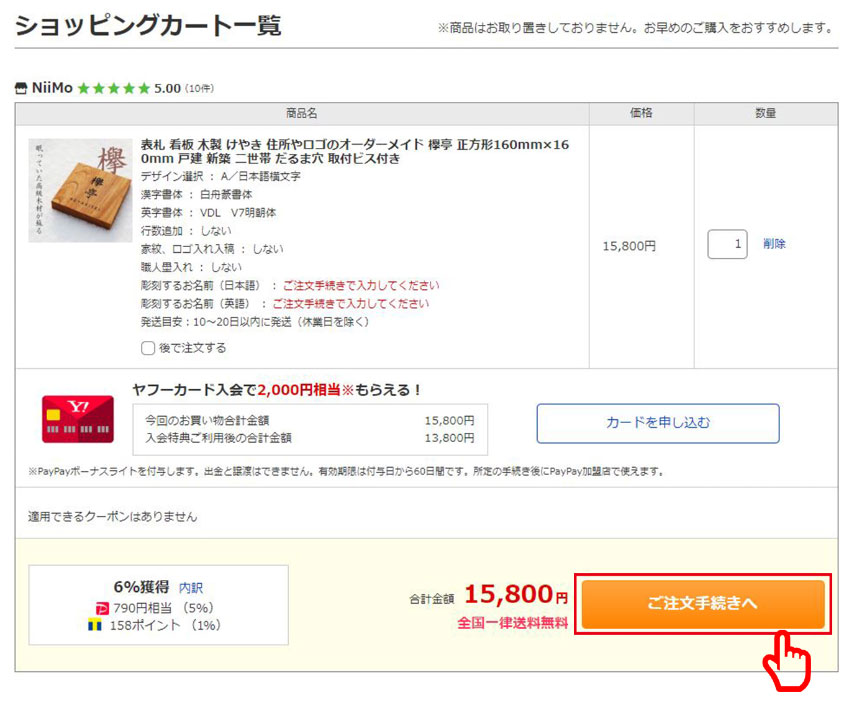 ショッピングカート一覧
※商品はお取り置きしておりません。お早めのご購入をおすすめします。
NiiMo ★★★★★ 5.00 (10件)
商品名 価格 数量
眠っていた高級木材が蘇る
欅
欅亭
表札 看板 木製 けやき 住所やロゴのオーダーメイド 欅亭 正方形160mm×16
0mm 戸建 新築 二世帯 だるま穴 取付ビス付き
デザイン選択 : A/日本語横文字
漢字書体 : 白舟篆書体
英字書体 : VDL V7明朝体
行数追加 : しない
家紋、ロゴ入れ入稿 : しない
職人墨入れ : しない
彫刻するお名前(日本語) : ご注文手続きで入力してください
彫刻するお名前(英語) : ご注文手続きで入力してください
発送目安:10~20日以内に発送(休業日を除く)
後で注文する
15,800円
1 削除
Y!
ヤフーカード入会で2,000円相当※もらえる!
今回のお買い物合計金額 15,800円
入会特典ご利用後の合計金額 13,800円
カードを申し込む
※PayPayボーナスライトを付与します。出金と譲渡はできません。有効期限は付与日から60日間です。所定の手続き後にPayPay加盟店で使えます。
適用できるクーポンはありません
6%獲得 内訳
790円相当 (5%)
158ポイント (1%)
合計金額 15,800円
全国一律送料無料
ご注文手続きへ